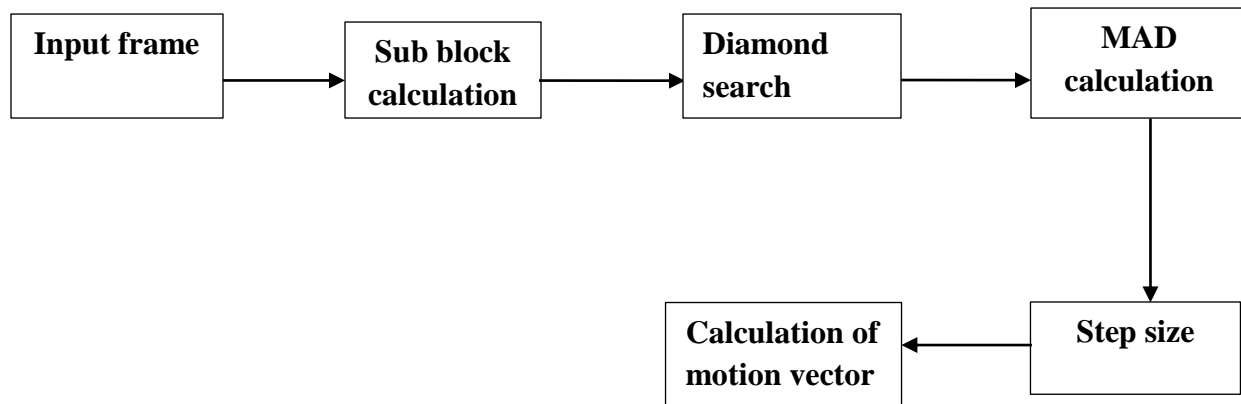 Input frame
Sub block
calculation
Diamond
search
MAD
calculation
Step size
Calculation of
motion vector